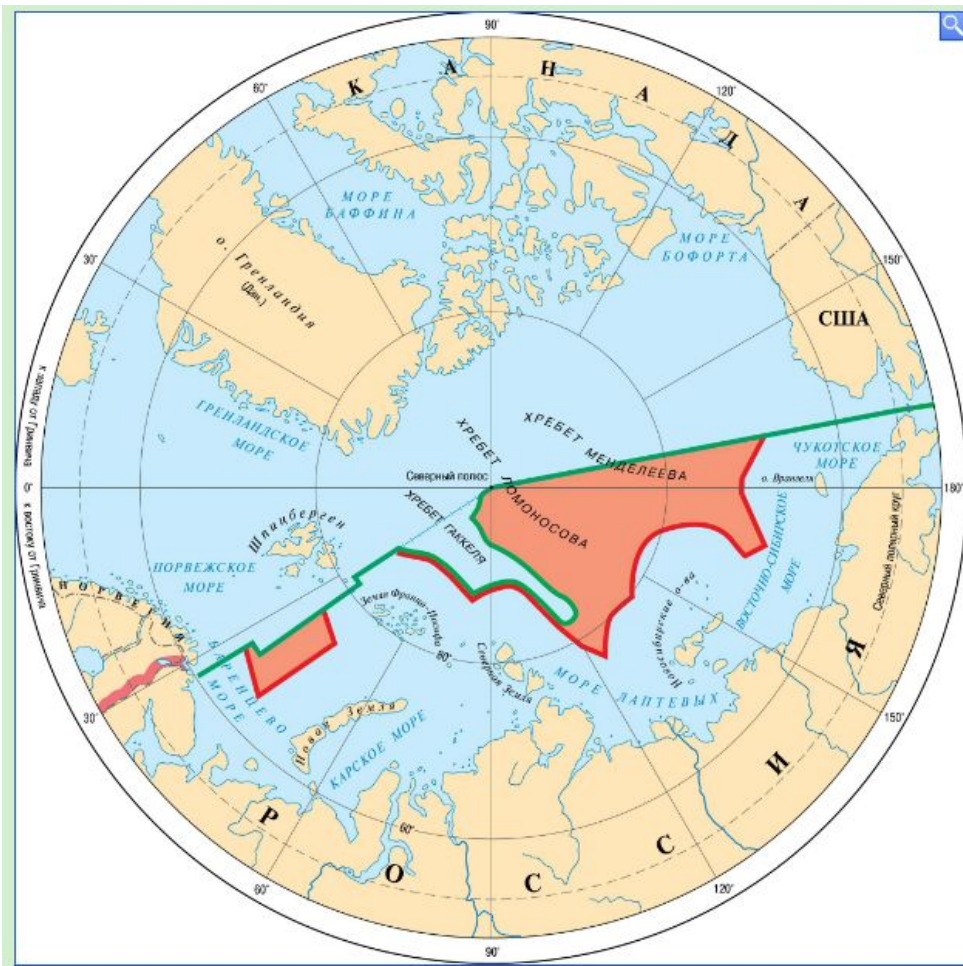 90°
60°
120°
КАНАДА
МОРЕ
БАФФИНА
МОРЕ
БОФОРТА
30°
150°
о. Гренландия
(Дан.)
США
ГРЕНЛАНДСКОЕ
МОРЕ
ХРЕБЕТ МЕНДЕЛЕЕВА
ХРЕБЕТ ЛОМОНОСОВА
ЧУКОТСКОЕ
МОРЕ
Северный полюс
о. Врангеля
к западу от Гринвича
0°
к востоку от Гринвича
180°
ХРЕБЕТ ГАККЕЛЯ
Шпицберген
Северный полярный круг
НОРВЕЖСКОЕ
МОРЕ
ВОСТОЧНО-СИБИРСКОЕ
МОРЕ
НОРВЕГИЯ
Земля Франца-Иосифа
Новосибирские о-ва
80°
БАРЕНЦЕВО
МОРЕ
Северная Земля
МОРЕ ЛАПТЕВЫХ
30°
Новая Земля
КАРСКОЕ МОРЕ
150°
РОССИЯ
60°
60°
120°
90°